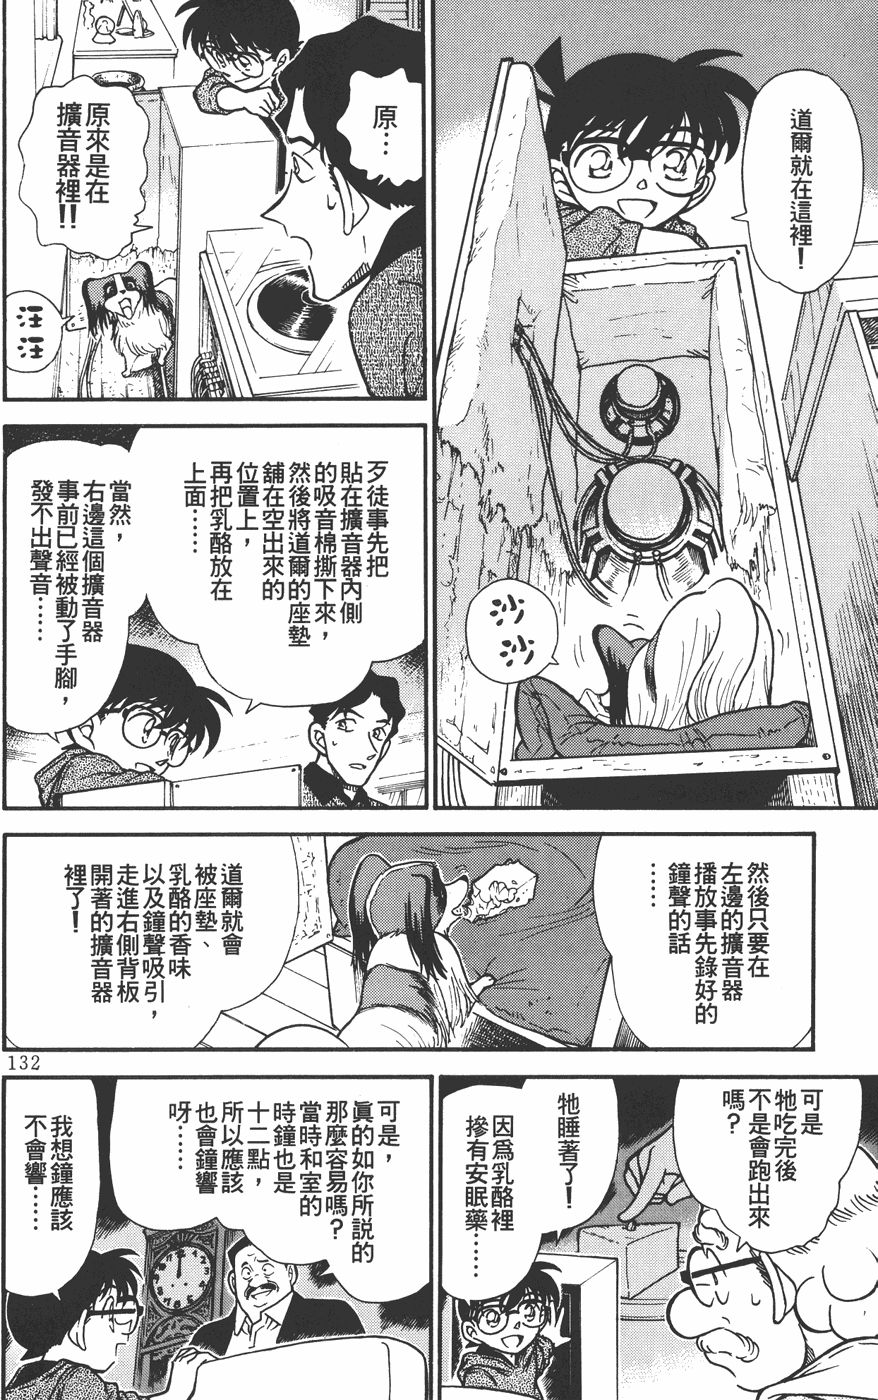 道爾就在這裡！
沙沙
原…
原來是在
擴音器裡!!
汪汪
歹徒事先把
貼在擴音器內側
的吸音棉撕下來，
然後將道爾的座墊
舖在空出來的
位置上，
再把乳酪放在
上面……
當然，
右邊這個擴音器
事前已經被動了手腳，
發不出聲音……
然後只要在
左邊的擴音器
播放事先錄好的
鐘聲的話
……
道爾就會
被座墊、
乳酪的香味
以及鐘聲吸引，
走進右側背板
開著的擴音器
裡了！
132
可是
牠吃完後
不是會跑出來
嗎？
牠睡著了！
因爲乳酪裡
摻有安眠藥…
可是，
眞的如你所說的
那麼容易嗎？
當時和室的
時鐘也是
十二點，
所以應該
也會鐘響
呀……
我想鐘應該
不會響……